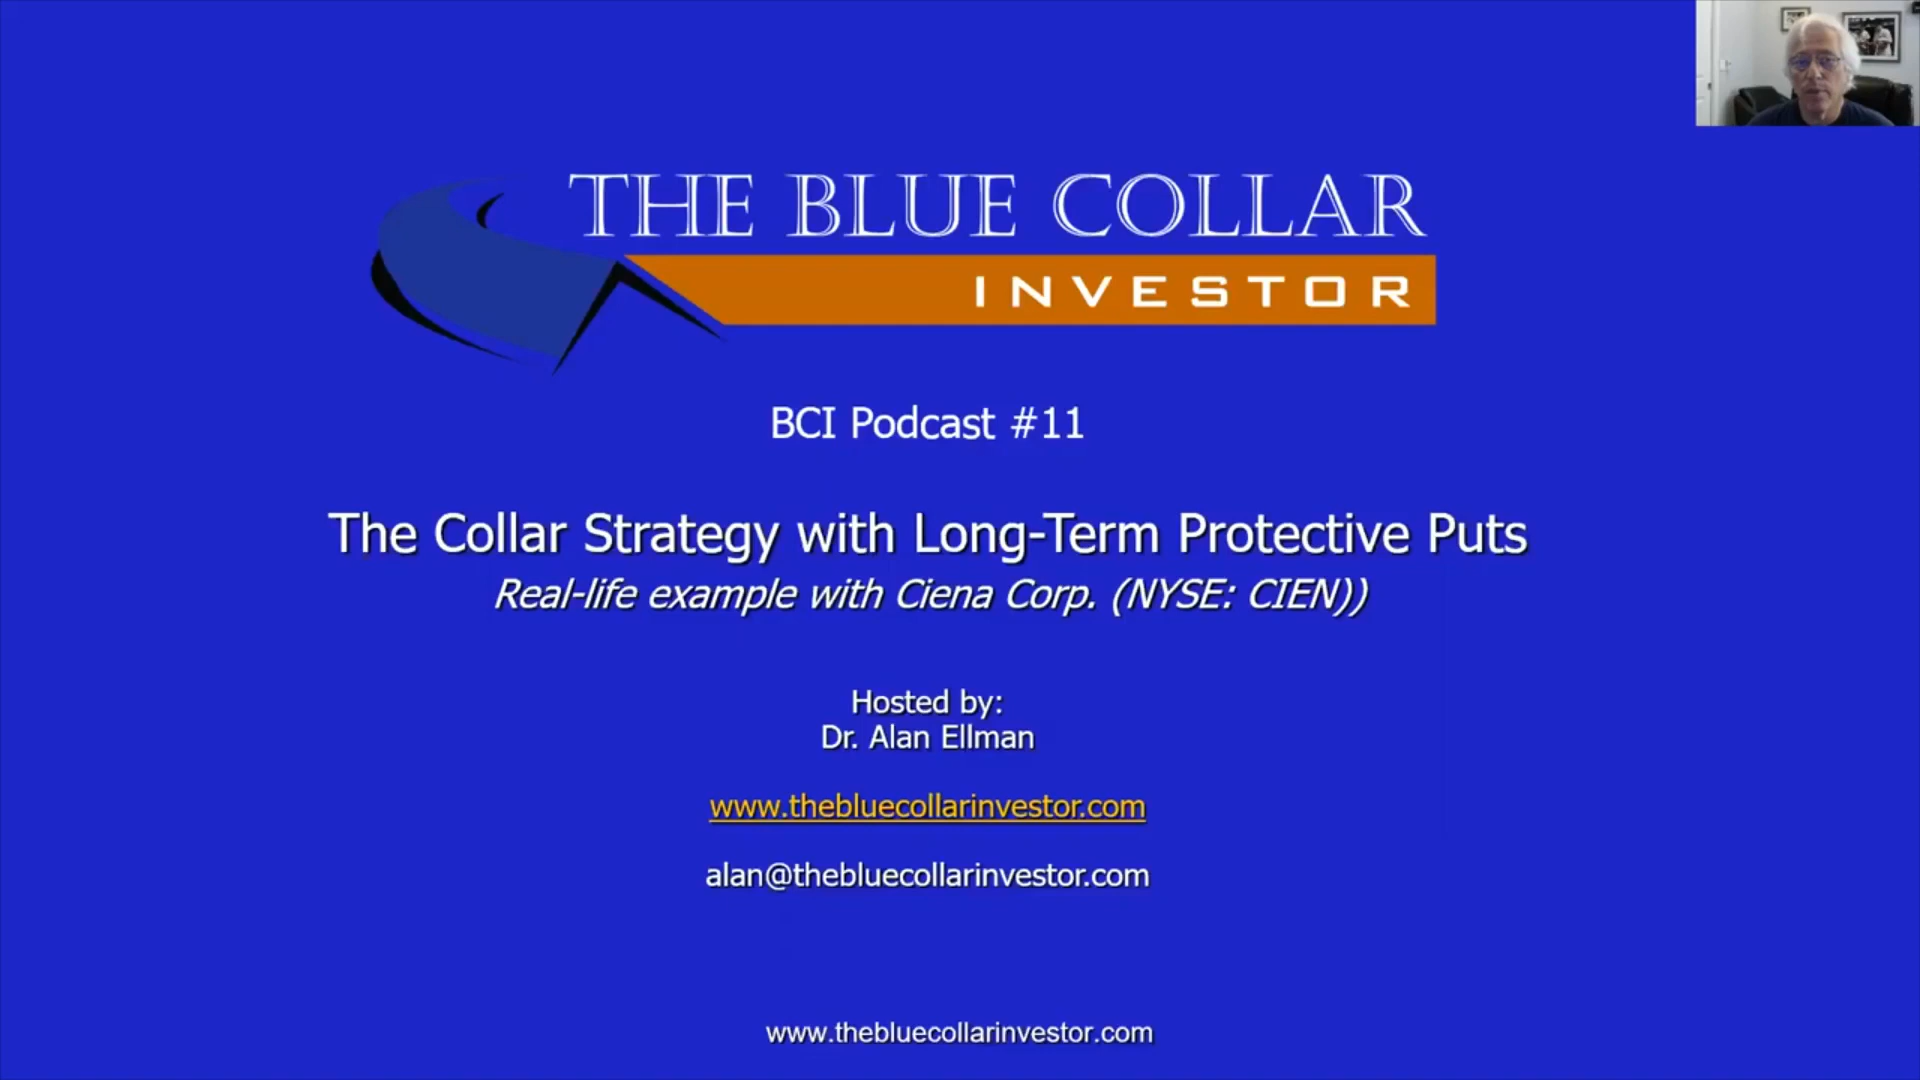 THE BLUE COLLAR
INVESTOR
BCI Podcast #11
The Collar Strategy with Long-Term Protective Puts
Real-life example with Ciena Corp. (NYSE: CIEN))
Hosted by:
Dr. Alan Ellman
www.thebluecollarinvestor.com
alan@thebluecollarinvestor.com
www.thebluecollarinvestor.com